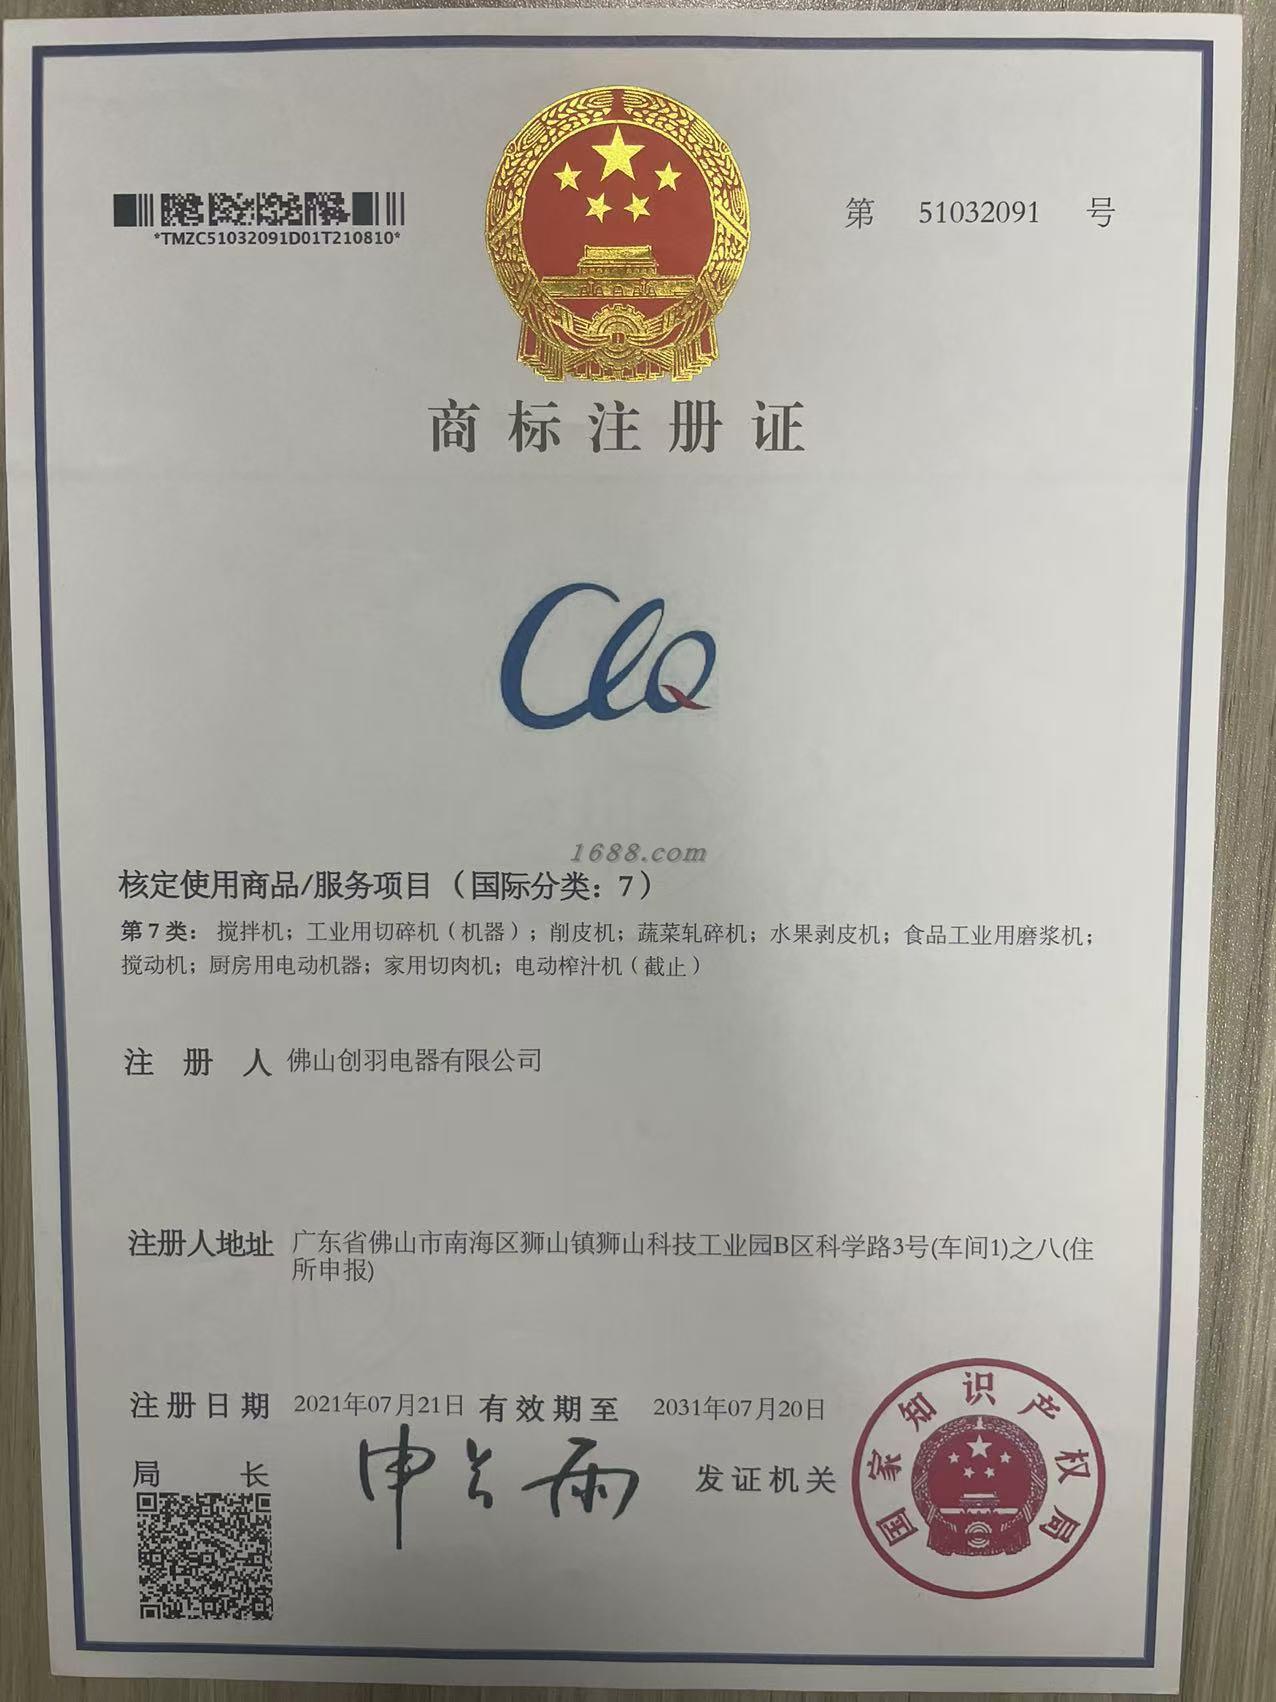 *TMZC51032091D01T210810*
第 51032091 号
商标注册证
CLQ
1688.com
核定使用商品/服务项目（国际分类：7）
第7类：搅拌机；工业用切碎机（机器）；削皮机；蔬菜轧碎机；水果剥皮机；食品工业用磨浆机；
搅动机；厨房用电动机器；家用切肉机；电动榨汁机（截止）
注册人 佛山创羽电器有限公司
注册人地址 广东省佛山市南海区狮山镇狮山科技工业园B区科学路3号(车间1)之八(住
所申报)
注册日期 2021年07月21日 有效期至 2031年07月20日
局长 申长雨 发证机关
国家知识产权局